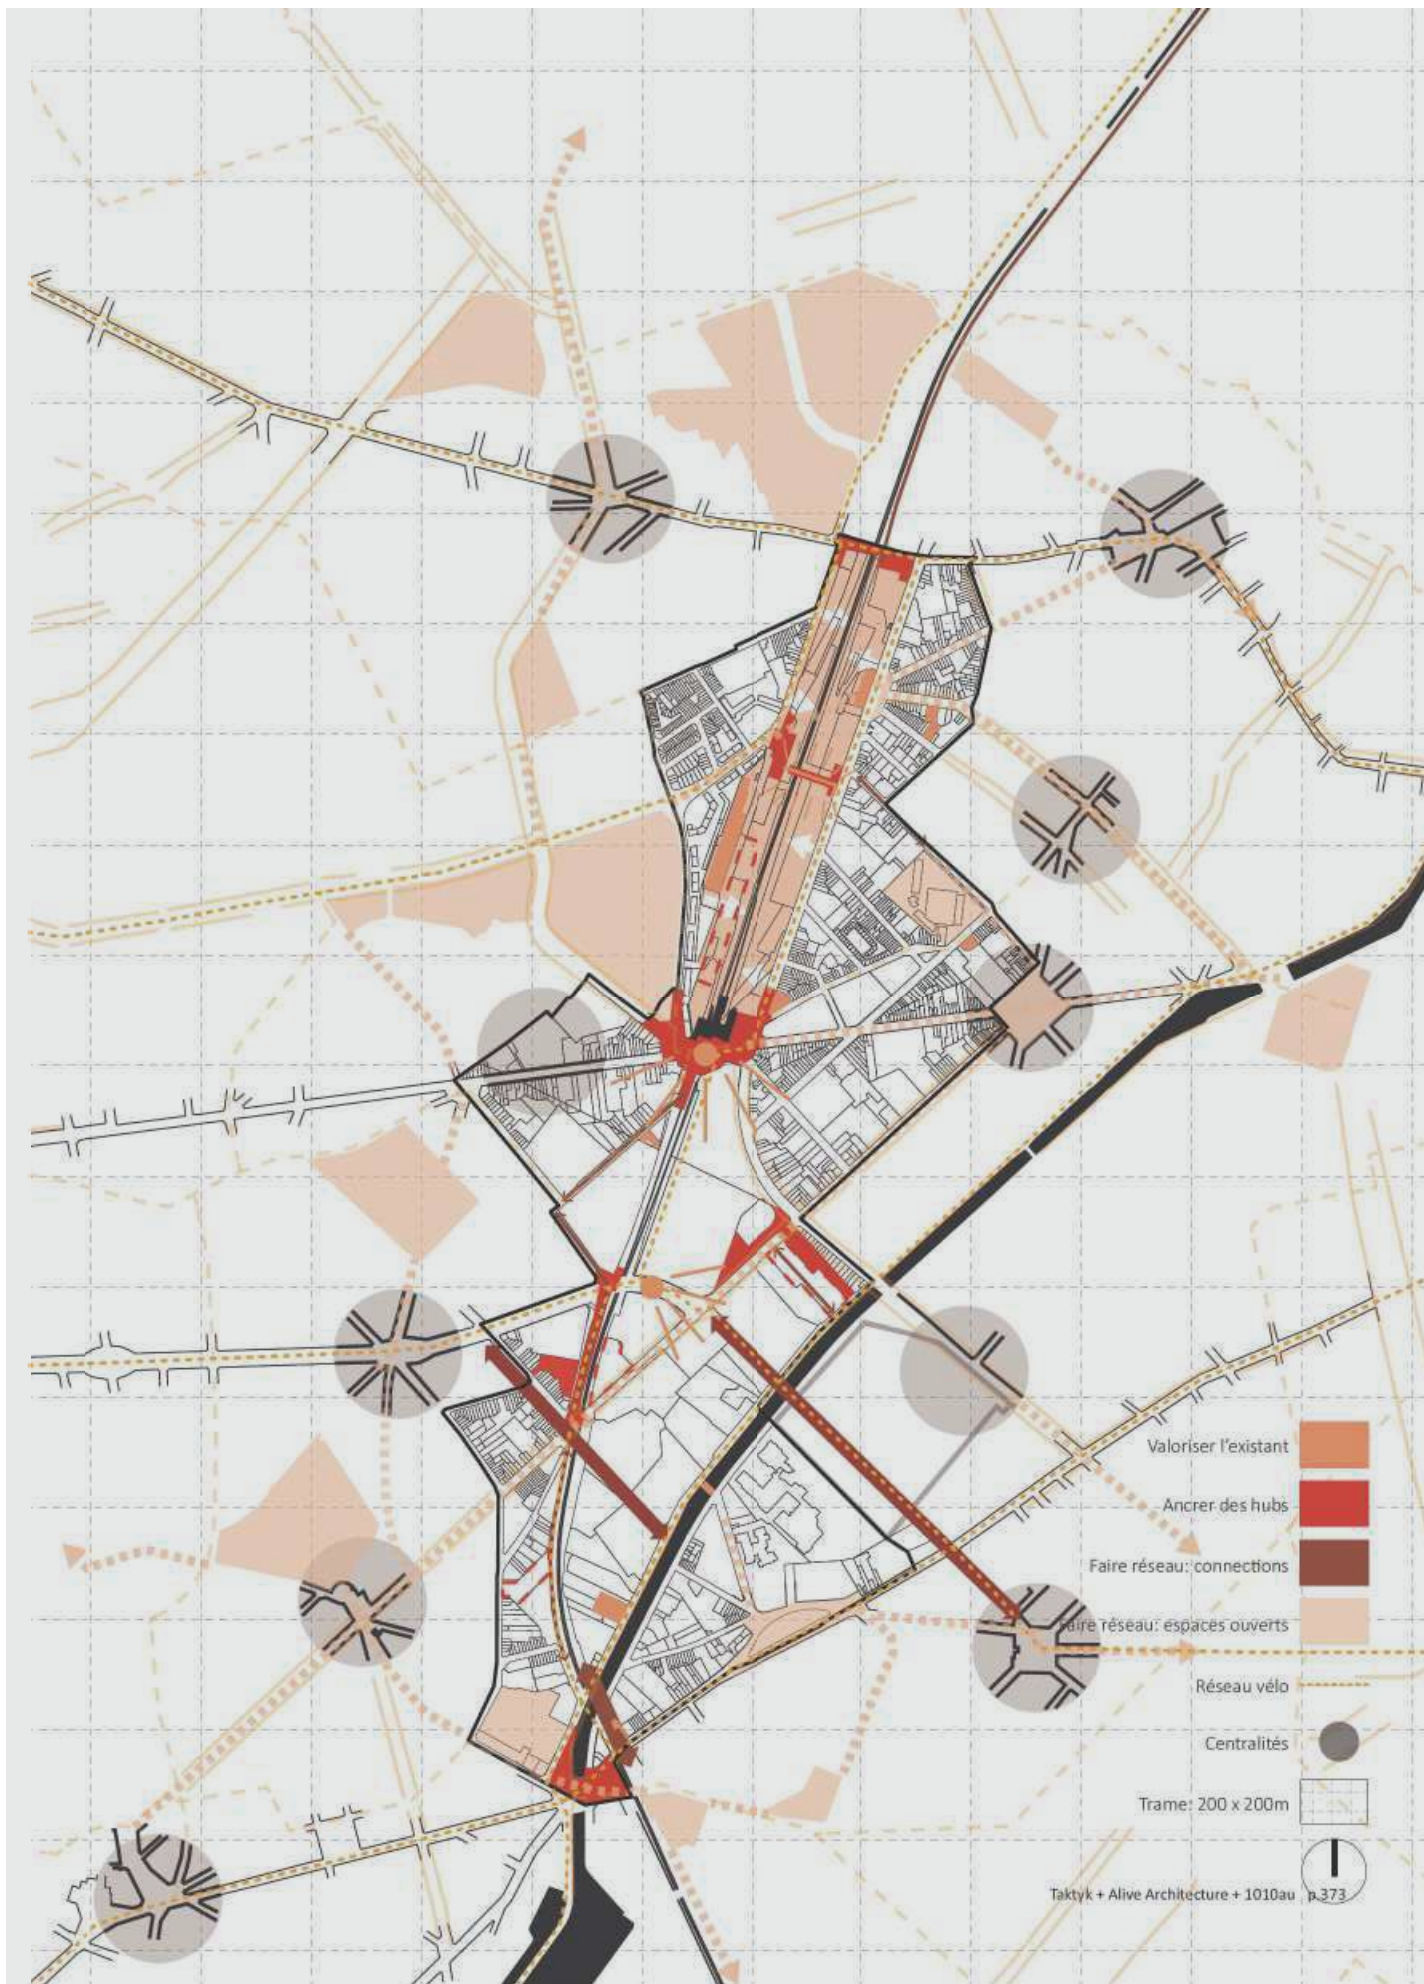 Valoriser l'existant
Ancrer des hubs
Faire réseau: connections
Faire réseau: espaces ouverts
Réseau vélo
Centralités
Trame: 200 x 200m
Taktyk + Alive Architecture + 1010au p.373